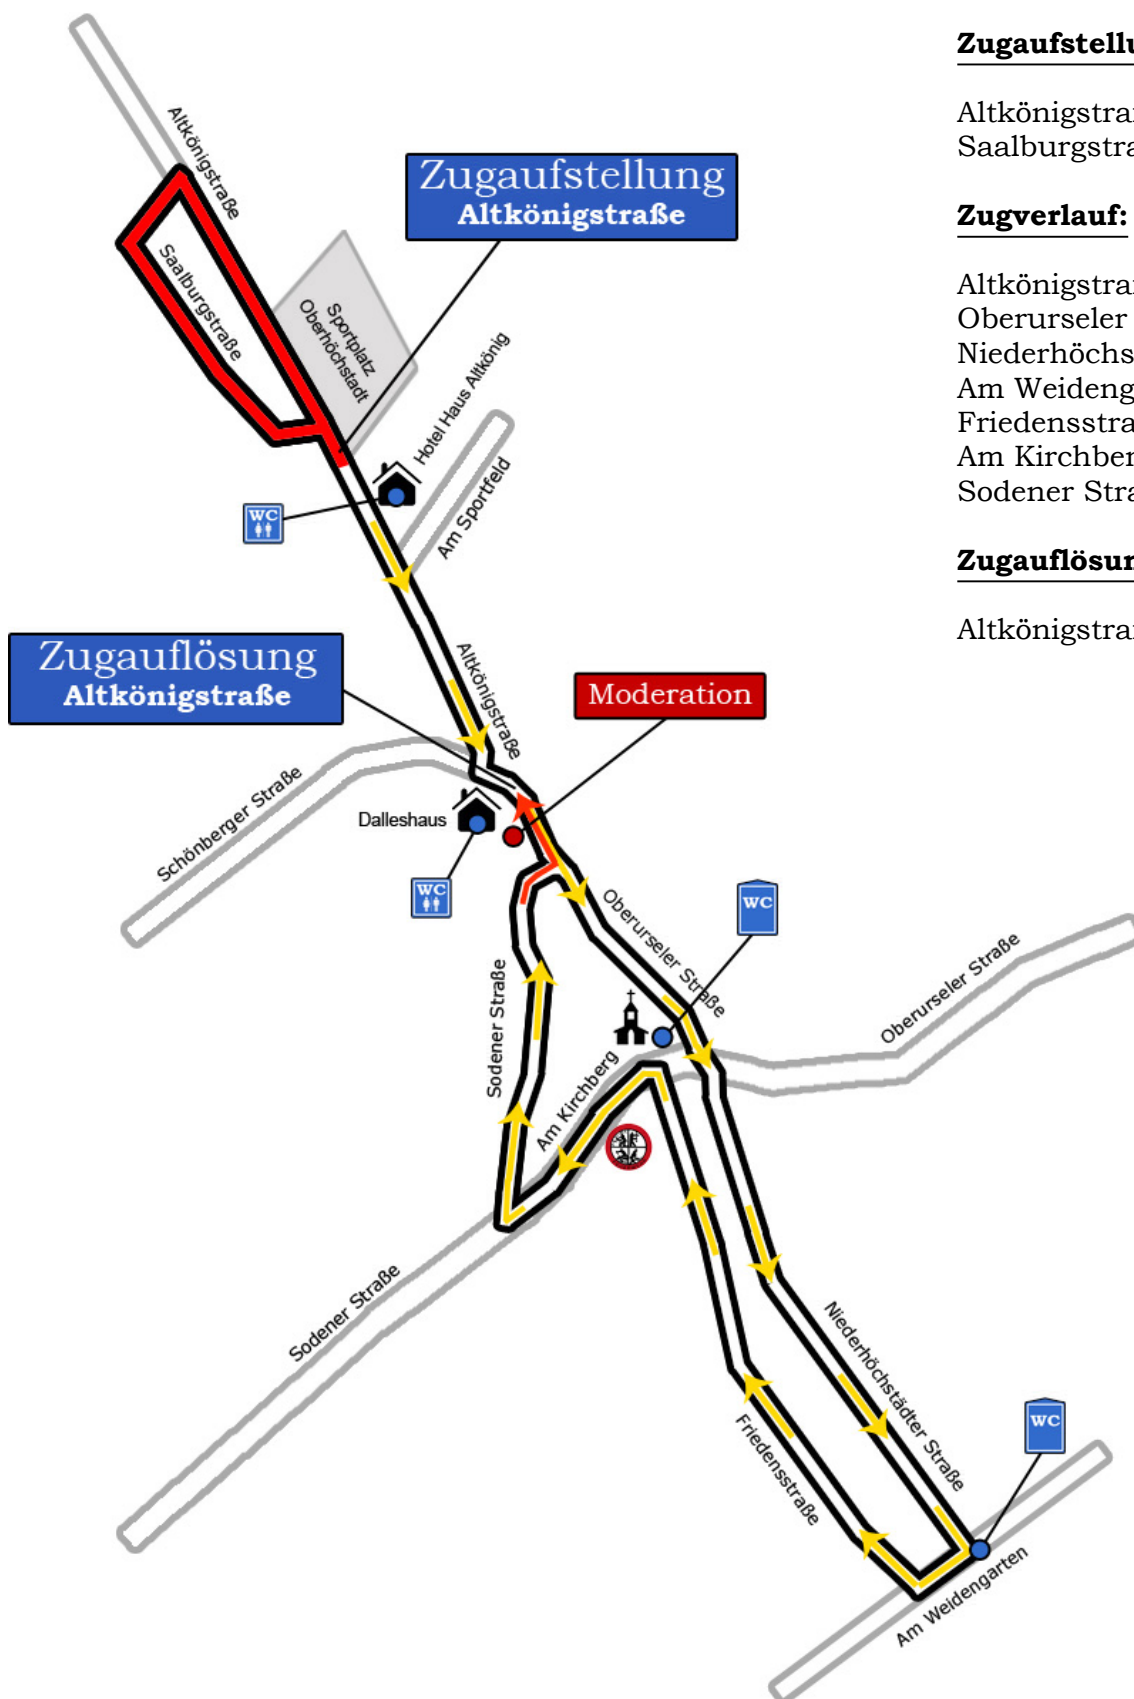 Zugaufstellu
Altkönigstra
Saalburgstra
Zugverlauf:
Altkönigstra
Oberurseler
Niederhöchs
Am Weideng
Friedensstra
Am Kirchber
Sodener Stra
Zugauflösun
Altkönigstra
Altkönigstraße
Zugaufstellung
Altkönigstraße
Saalburgstraße
Sportplatz
Oberhöchstadt
Hotel Haus Altkönig
WC
Am Sportfeld
Zugauflösung
Altkönigstraße
Altkönigstraße
Moderation
Schönberger Straße
Dalleshaus
WC
WC
Oberurseler Straße
Oberurseler Straße
Sodener Straße
Am Kirchberg
Sodener Straße
Niederhöchstädter Straße
Friedensstraße
WC
Am Weidengarten